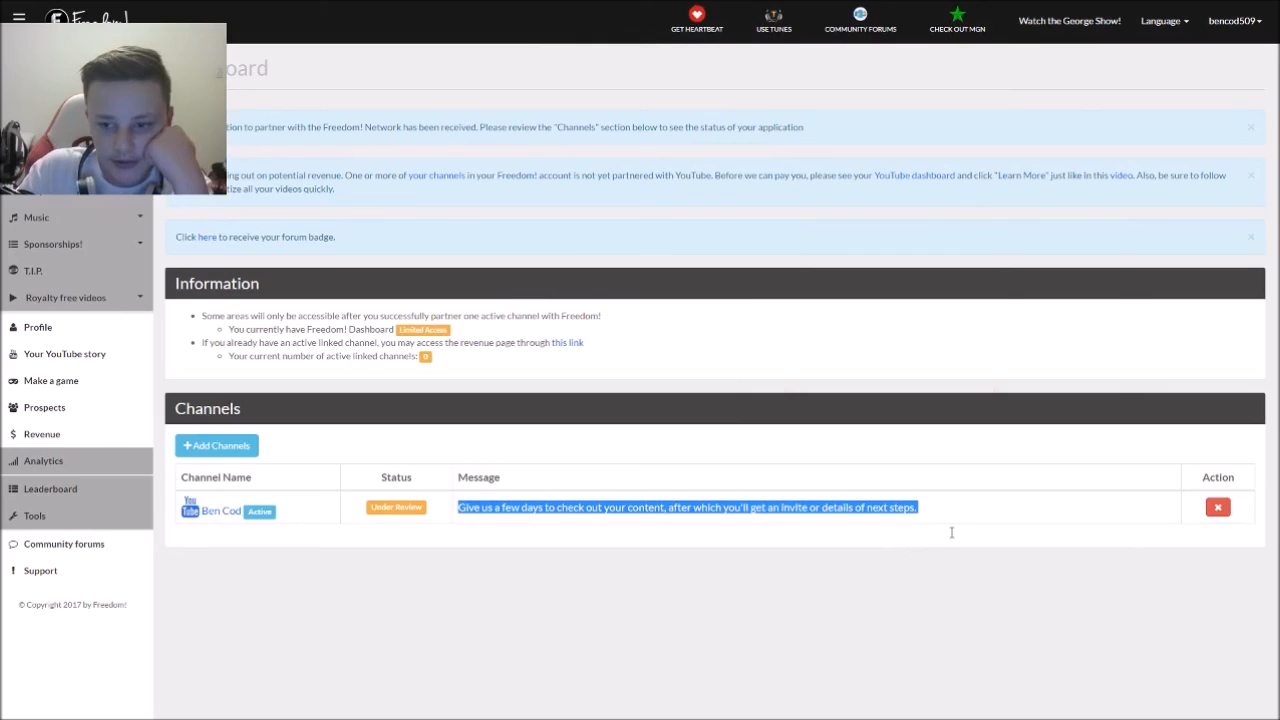 Freedom!
GET HEARTBEAT
USE TUNES
COMMUNITY FORUMS
CHECK OUT MGN
Watch the George Show!
Language
bencod509
oard
tion to partner with the Freedom! Network has been received. Please review the "Channels" section below to see the status of your application
ing out on potential revenue. One or more of your channels in your Freedom! account is not yet partnered with YouTube. Before we can pay you, please see your YouTube dashboard and click "Learn More" just like in this video. Also, be sure to follow
tize all your videos quickly.
Click here to receive your forum badge.
Music
Sponsorships!
T.I.P.
Royalty free videos
Profile
Your YouTube story
Make a game
Prospects
Revenue
Analytics
Leaderboard
Tools
Community forums
Support
© Copyright 2017 by Freedom!
Information
Some areas will only be accessible after you successfully partner one active channel with Freedom!
You currently have Freedom! Dashboard Limited Access
If you already have an active linked channel, you may access the revenue page through this link
Your current number of active linked channels: 0
Channels
+ Add Channels
Channel Name Status Message Action
You Tube Ben Cod Active Under Review Give us a few days to check out your content, after which you'll get an invite or details of next steps.